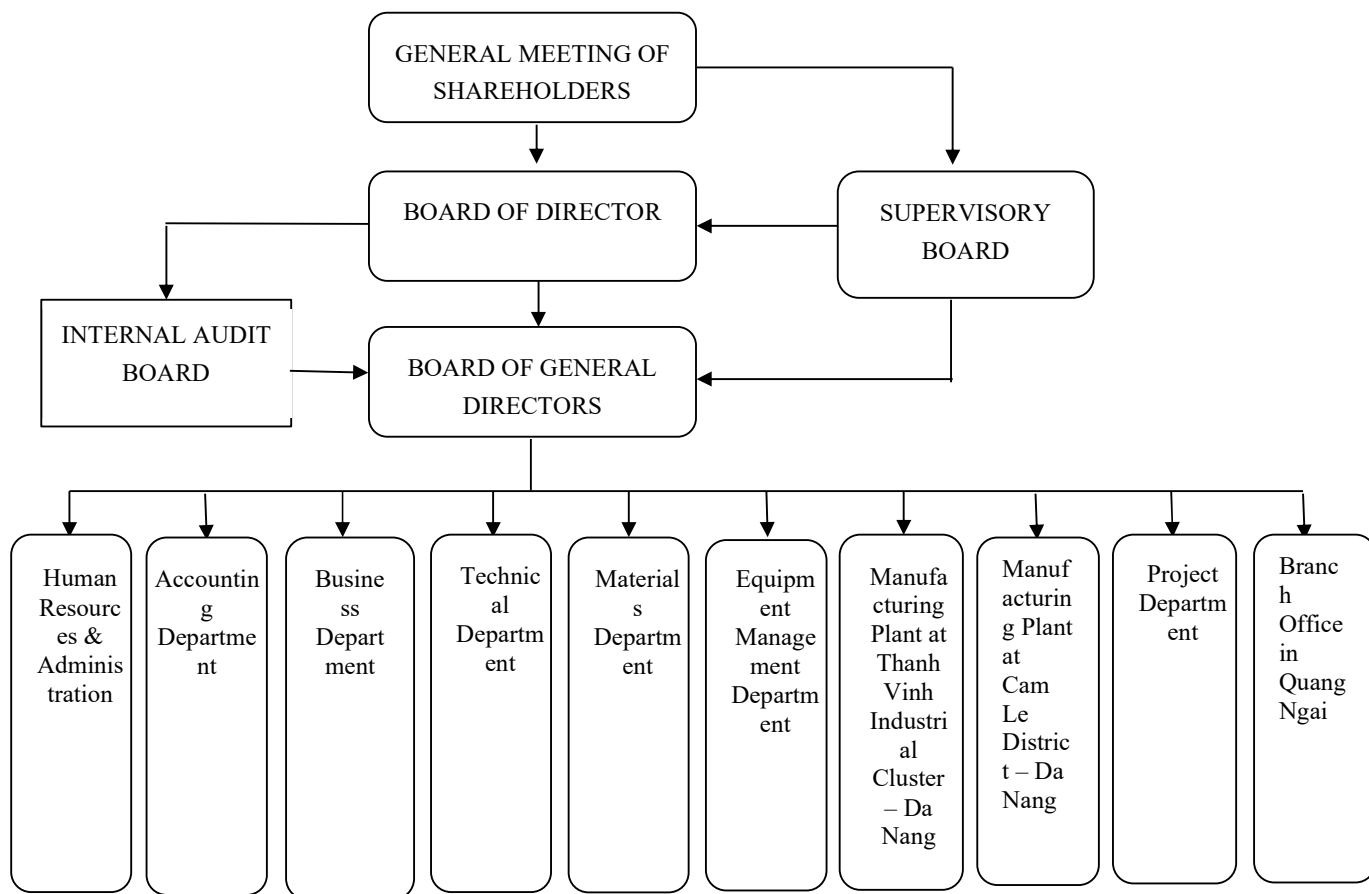 GENERAL MEETING OF
SHAREHOLDERS
BOARD OF DIRECTOR
SUPERVISORY
BOARD
INTERNAL AUDIT
BOARD
BOARD OF GENERAL
DIRECTORS
Human
Resourc
es &
Adminis
tration
Accountin
g
Departme
nt
Busine
ss
Depart
ment
Technic
al
Departm
ent
Material
s
Departm
ent
Equipm
ent
Manage
ment
Departm
ent
Manufa
cturing
Plant at
Thanh
Vinh
Industri
al
Cluster
– Da
Nang
Manuf
acturin
g Plant
at
Cam
Le
Distric
t – Da
Nang
Project
Departm
ent
Branc
h
Office
in
Quang
Ngai